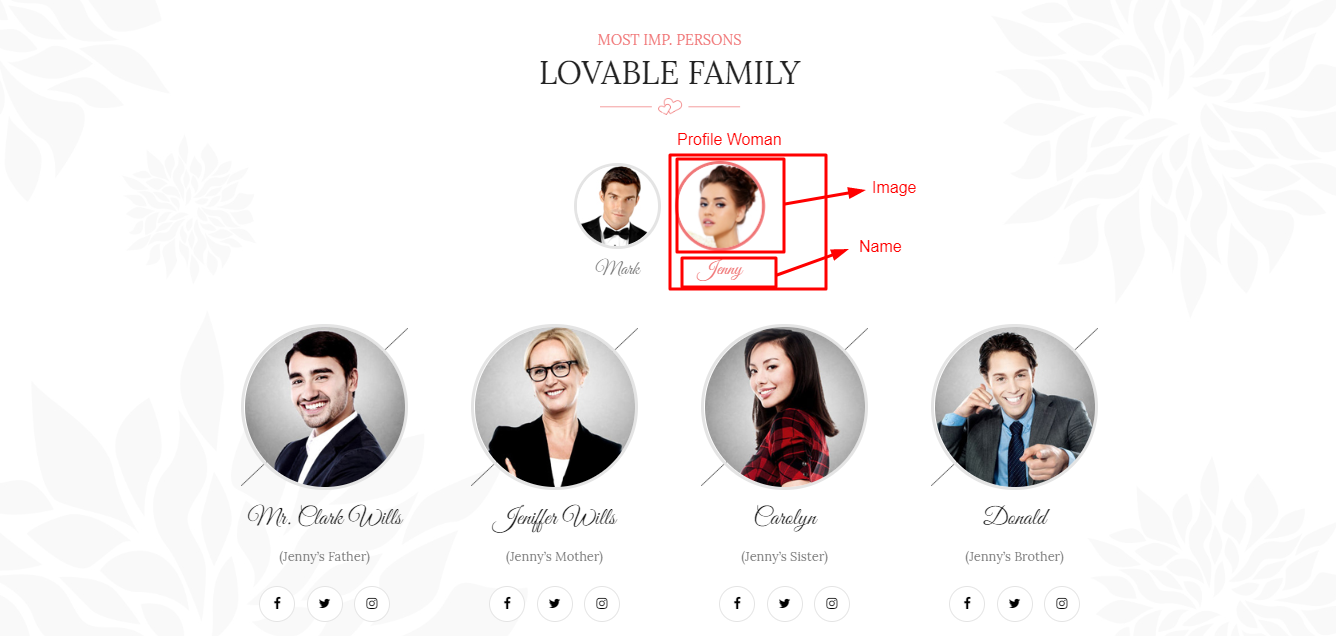 MOST IMP. PERSONS
LOVABLE FAMILY
Profile Woman
Image
Name
Mark
Jenny
Mr. Clark Wills
Jeniffer Wills
Carolyn
Donald
(Jenny's Father)
(Jenny's Mother)
(Jenny's Sister)
(Jenny's Brother)